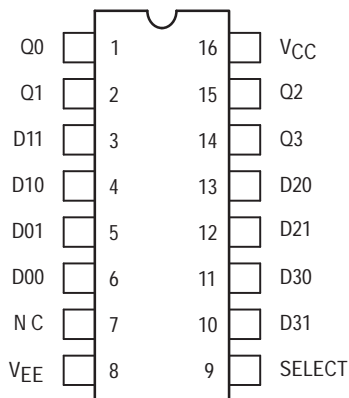 Q0 1 16 VCC
Q1 2 15 Q2
D11 3 14 Q3
D10 4 13 D20
D01 5 12 D21
D00 6 11 D30
N C 7 10 D31
VEE 8 9 SELECT